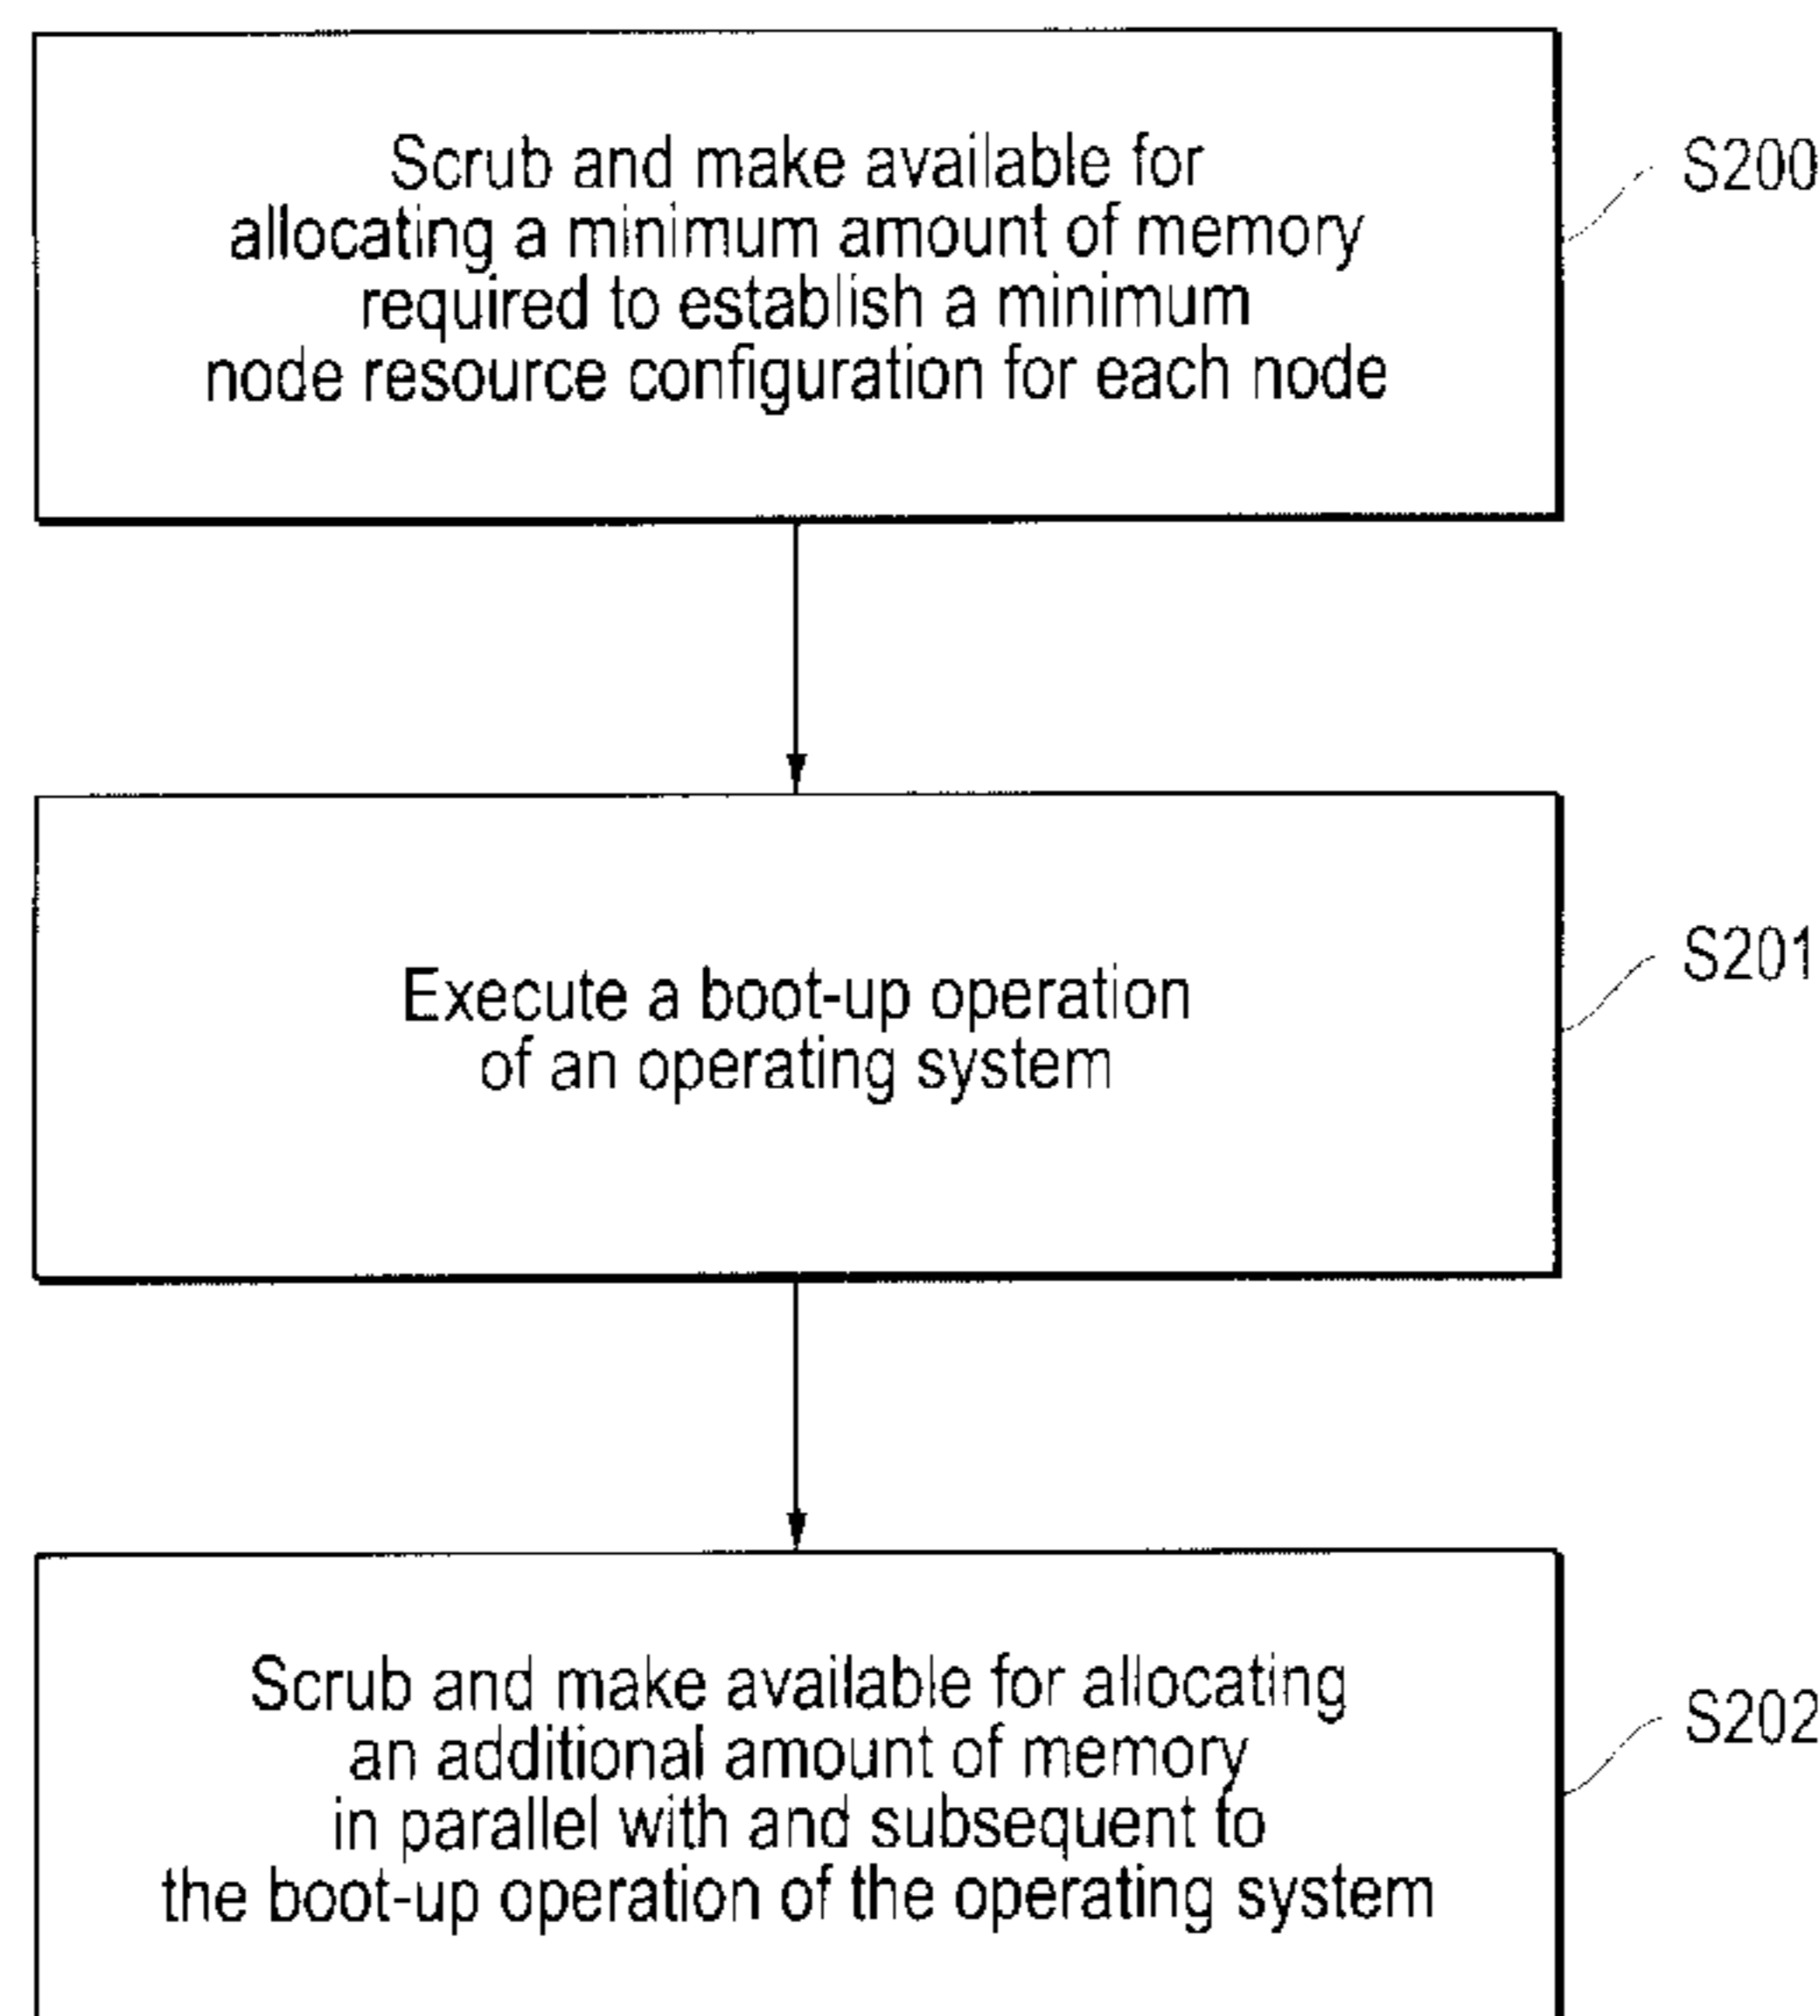 Scrub and make available for
allocating a minimum amount of memory
required to establish a minimum
node resource configuration for each node
S200
Execute a boot-up operation
of an operating system
S201
Scrub and make available for allocating
an additional amount of memory
in parallel with and subsequent to
the boot-up operation of the operating system
S202